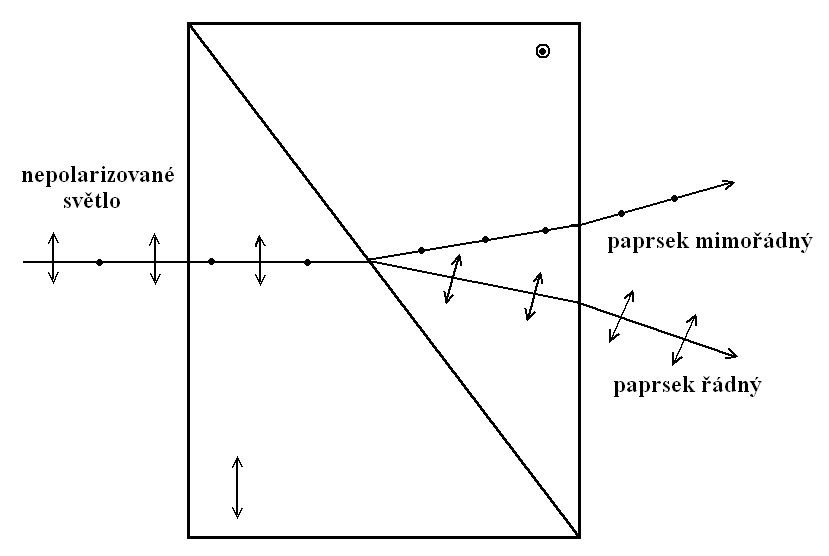 nepolarizované
světlo
paprsek mimořádný
paprsek řádný